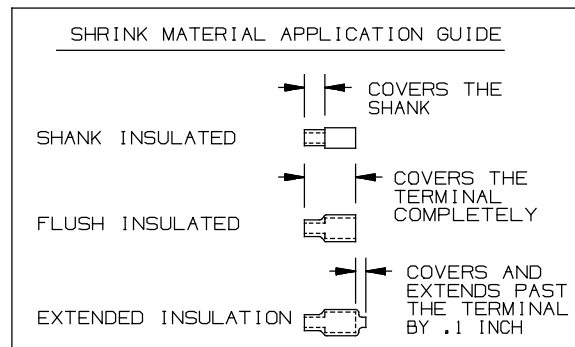 SHRINK MATERIAL APPLICATION GUIDE
COVERS THE
SHANK
SHANK INSULATED
COVERS THE
TERMINAL
COMPLETELY
FLUSH INSULATED
COVERS AND
EXTENDS PAST
THE TERMINAL
BY .1 INCH
EXTENDED INSULATION